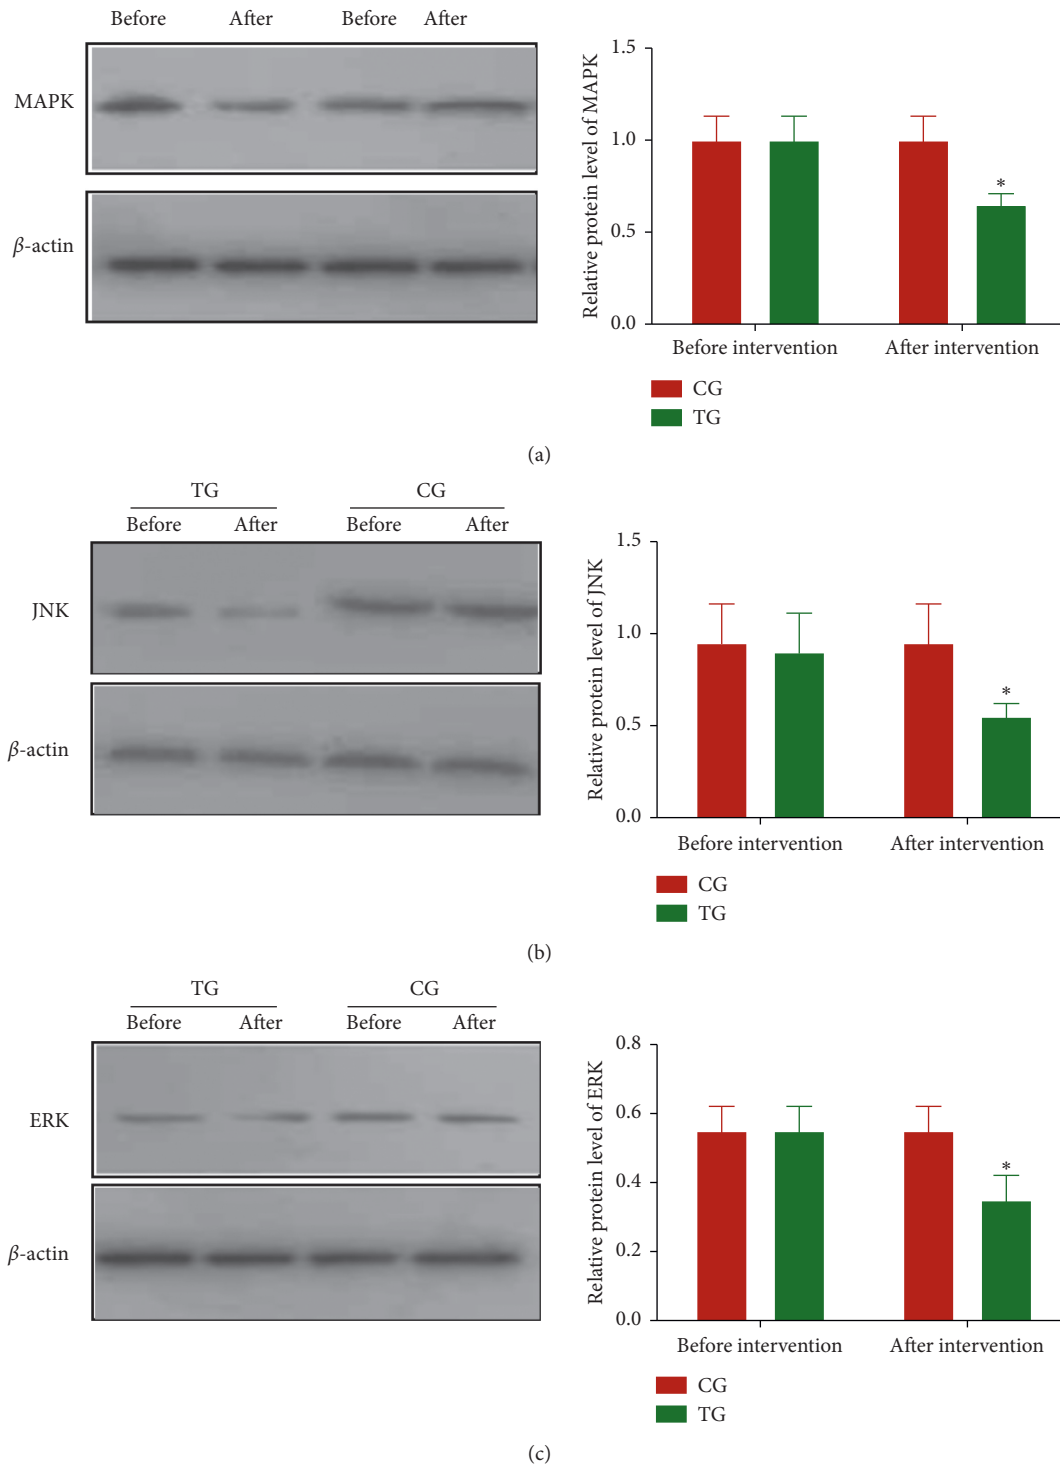 Before After Before After
MAPK
β-actin
Relative protein level of MAPK
1.5
1.0
0.5
0.0
*
Before intervention After intervention
CG
TG
(a)
TG CG
Before After Before After
JNK
β-actin
Relative protein level of JNK
1.5
1.0
0.5
0.0
*
Before intervention After intervention
CG
TG
(b)
TG CG
Before After Before After
ERK
β-actin
Relative protein level of ERK
0.8
0.6
0.4
0.2
0.0
*
Before intervention After intervention
CG
TG
(c)